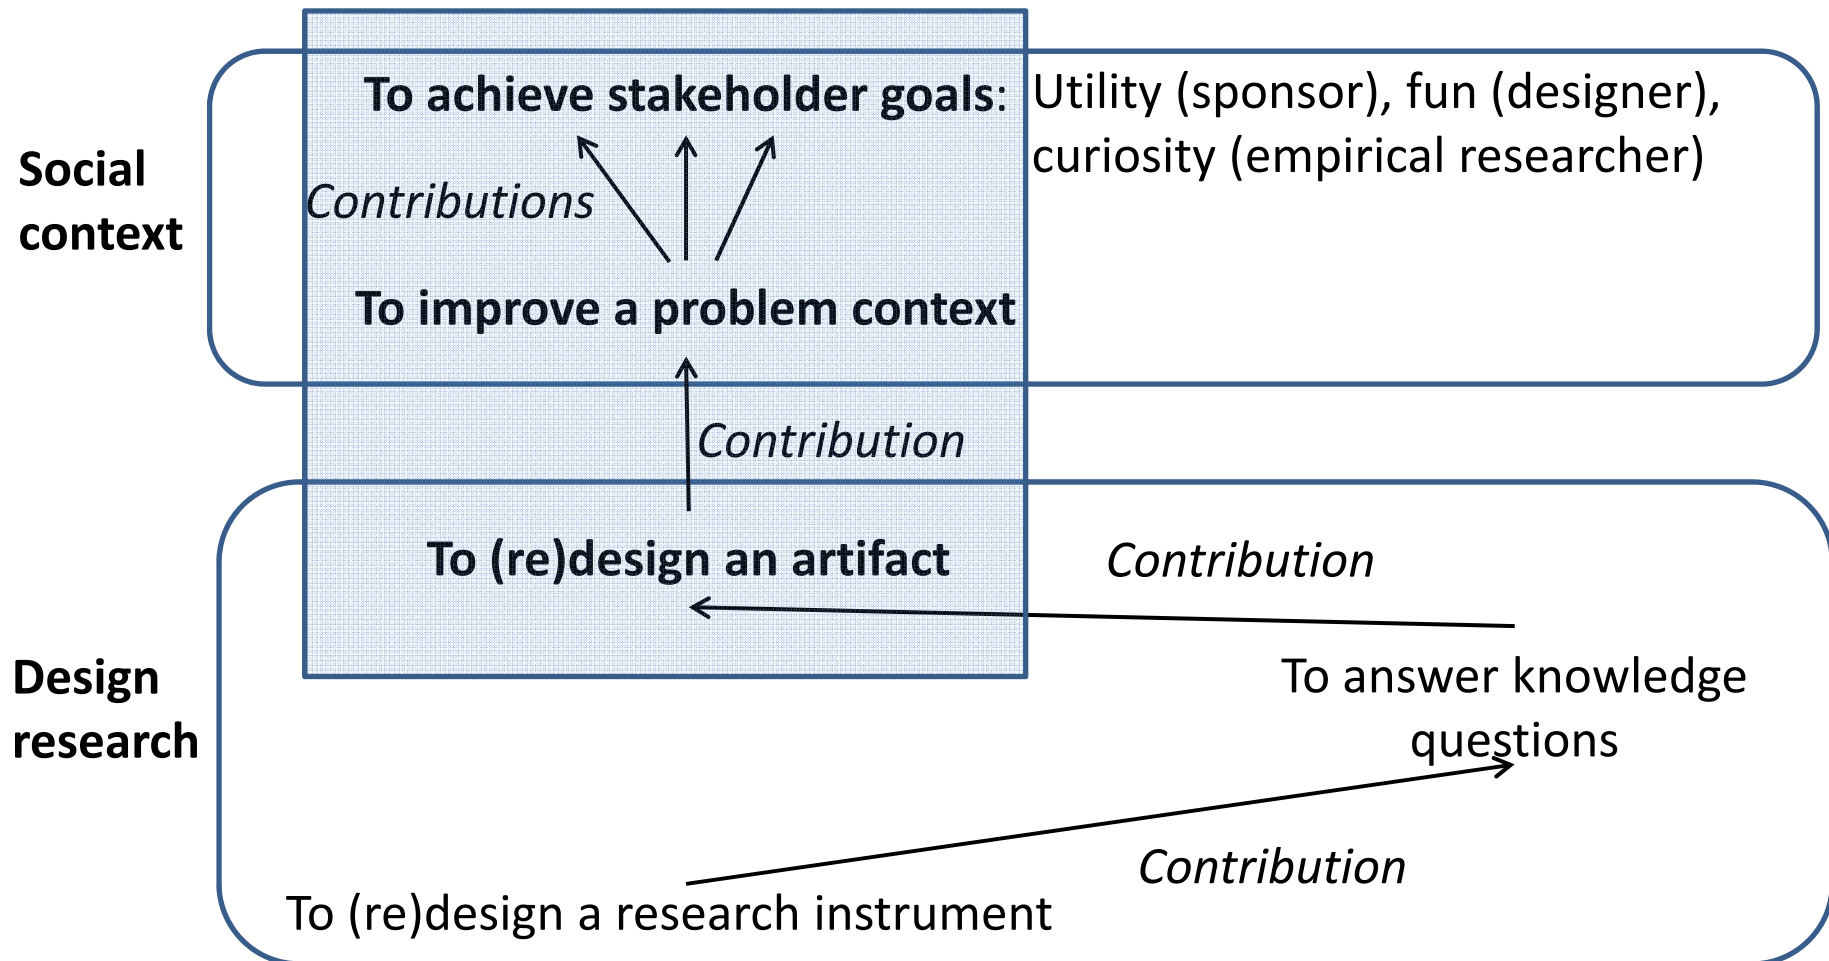 To achieve stakeholder goals: Utility (sponsor), fun (designer),
curiosity (empirical researcher)
Social
context
Contributions
To improve a problem context
Contribution
To (re)design an artifact
Contribution
Design
research
To answer knowledge
questions
Contribution
To (re)design a research instrument